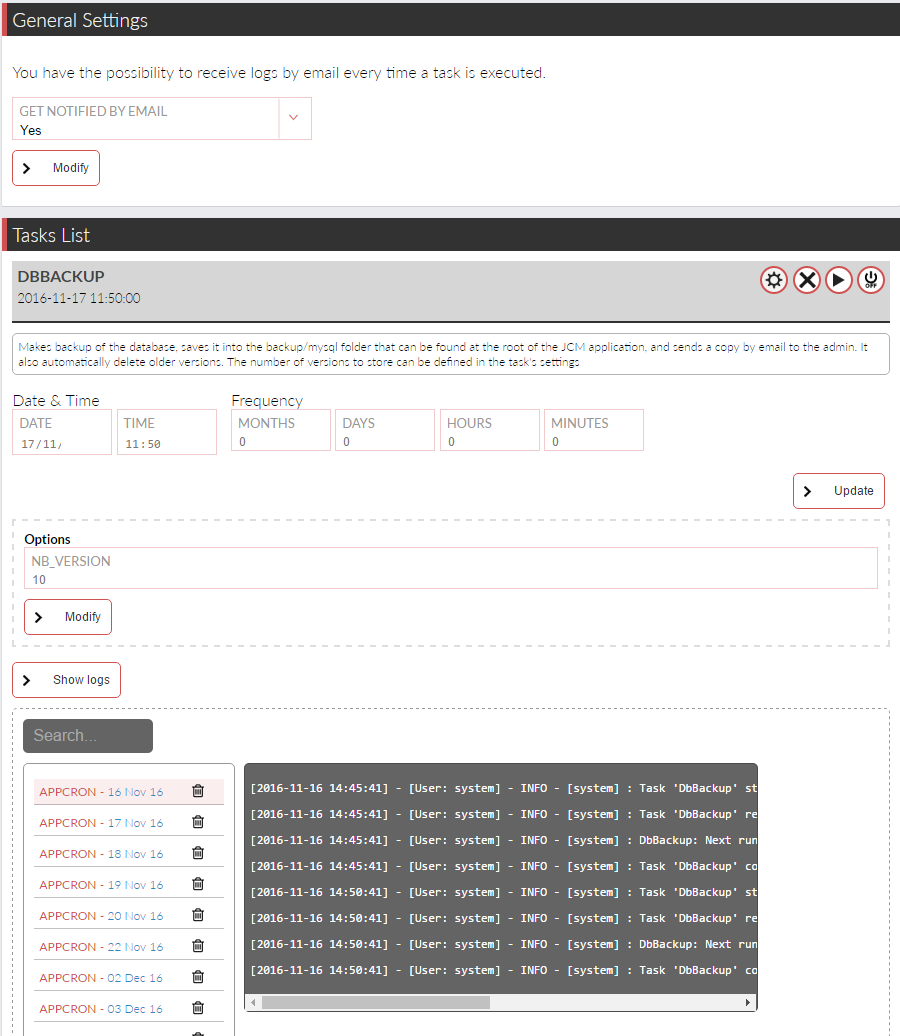 General Settings
You have the possibility to receive logs by email every time a task is executed.
GET NOTIFIED BY EMAIL
Yes
Modify
Tasks List
DBBACKUP
2016-11-17 11:50:00
OFF
Makes backup of the database, saves it into the backup/mysql folder that can be found at the root of the JCM application, and sends a copy by email to the admin. It
also automatically delete older versions. The number of versions to store can be defined in the task's settings
Date & Time
Frequency
DATE
TIME
MONTHS
DAYS
HOURS
MINUTES
17/11/
11:50
0
0
0
0
Update
Options
NB_VERSION
10
Modify
Show logs
Search...
APPCRON - 16 Nov 16
APPCRON - 17 Nov 16
APPCRON - 18 Nov 16
APPCRON - 19 Nov 16
APPCRON - 20 Nov 16
APPCRON - 22 Nov 16
APPCRON - 02 Dec 16
APPCRON - 03 Dec 16
[2016-11-16 14:45:41] - [User: system] - INFO - [system] : Task 'DbBackup' st
[2016-11-16 14:45:41] - [User: system] - INFO - [system] : Task 'DbBackup' re
[2016-11-16 14:45:41] - [User: system] - INFO - [system] : DbBackup: Next run
[2016-11-16 14:45:41] - [User: system] - INFO - [system] : Task 'DbBackup' co
[2016-11-16 14:50:41] - [User: system] - INFO - [system] : Task 'DbBackup' st
[2016-11-16 14:50:41] - [User: system] - INFO - [system] : Task 'DbBackup' re
[2016-11-16 14:50:41] - [User: system] - INFO - [system] : DbBackup: Next run
[2016-11-16 14:50:41] - [User: system] - INFO - [system] : Task 'DbBackup' co